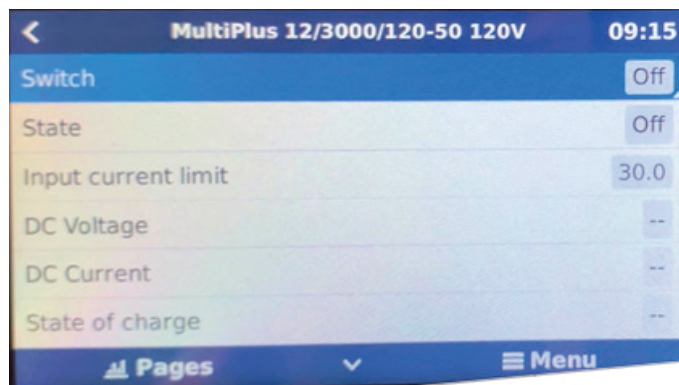 MultiPlus 12/3000/120-50 120V 09:15
Switch Off
State Off
Input current limit 30.0
DC Voltage --
DC Current --
State of charge --
Pages Menu